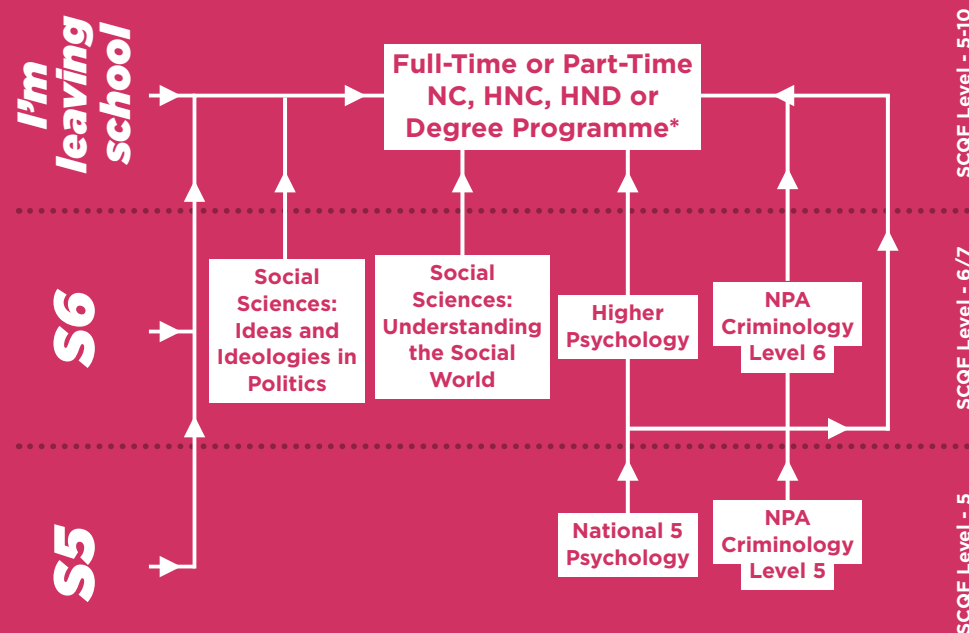 I'm
leaving
school
Full-Time or Part-Time
NC, HNC, HND or
Degree Programme*
SCQF Level - 5-10
S6
Social
Sciences:
Ideas and
Ideologies in
Politics
Social
Sciences:
Understanding
the Social
World
Higher
Psychology
NPA
Criminology
Level 6
SCQF Level - 6/7
S5
National 5
Psychology
NPA
Criminology
Level 5
SCQF Level - 5